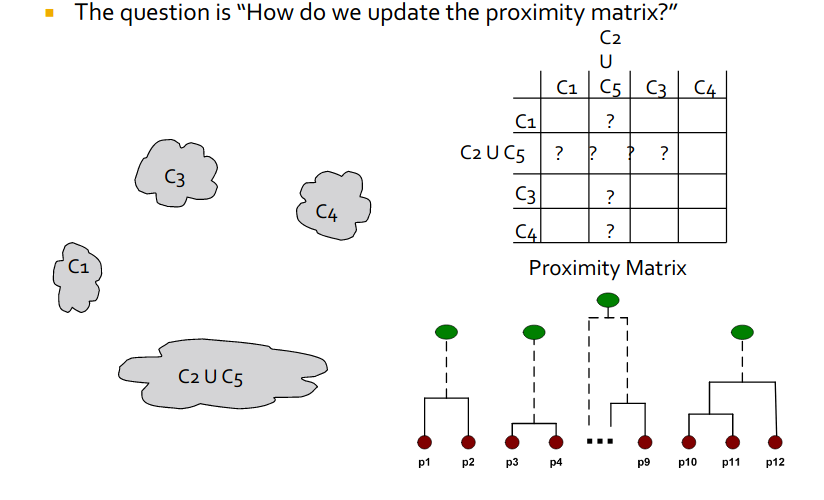 The question is “How do we update the proximity matrix?”
C2
U
C1 C5 C3 C4
C1 ?
C2 U C5 ? ? ? ?
C3 ?
C4 ?
Proximity Matrix
C3
C4
C1
C2 U C5
...
p1 p2 p3 p4 p9 p10 p11 p12